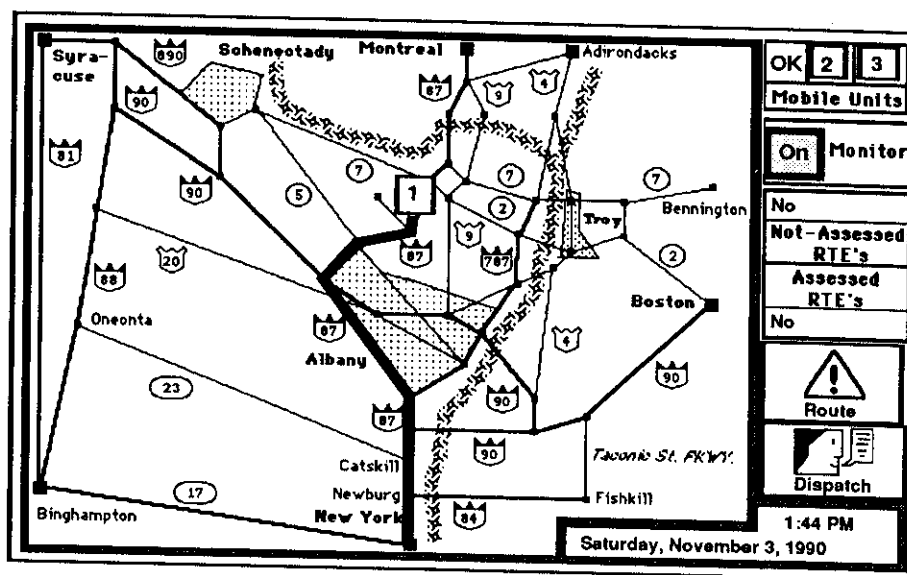 Syra-
cuse
890
Schenectady
Montreal
Adirondacks
OK 2 3
Mobile Units
90
87
9
4
On Monitor
81
90
5
7
1
7
2
7
Bennington
No
Not-Assessed
RTE's
Assessed
RTE's
No
20
87
9
787
Troy
2
88
Oneonta
87
Boston
Albany
4
23
87
90
90
Route
Catskill
90
Taconic St. PKWY.
Dispatch
17
Newburg
Fishkill
Binghampton
New York
84
1:44 PM
Saturday, November 3, 1990